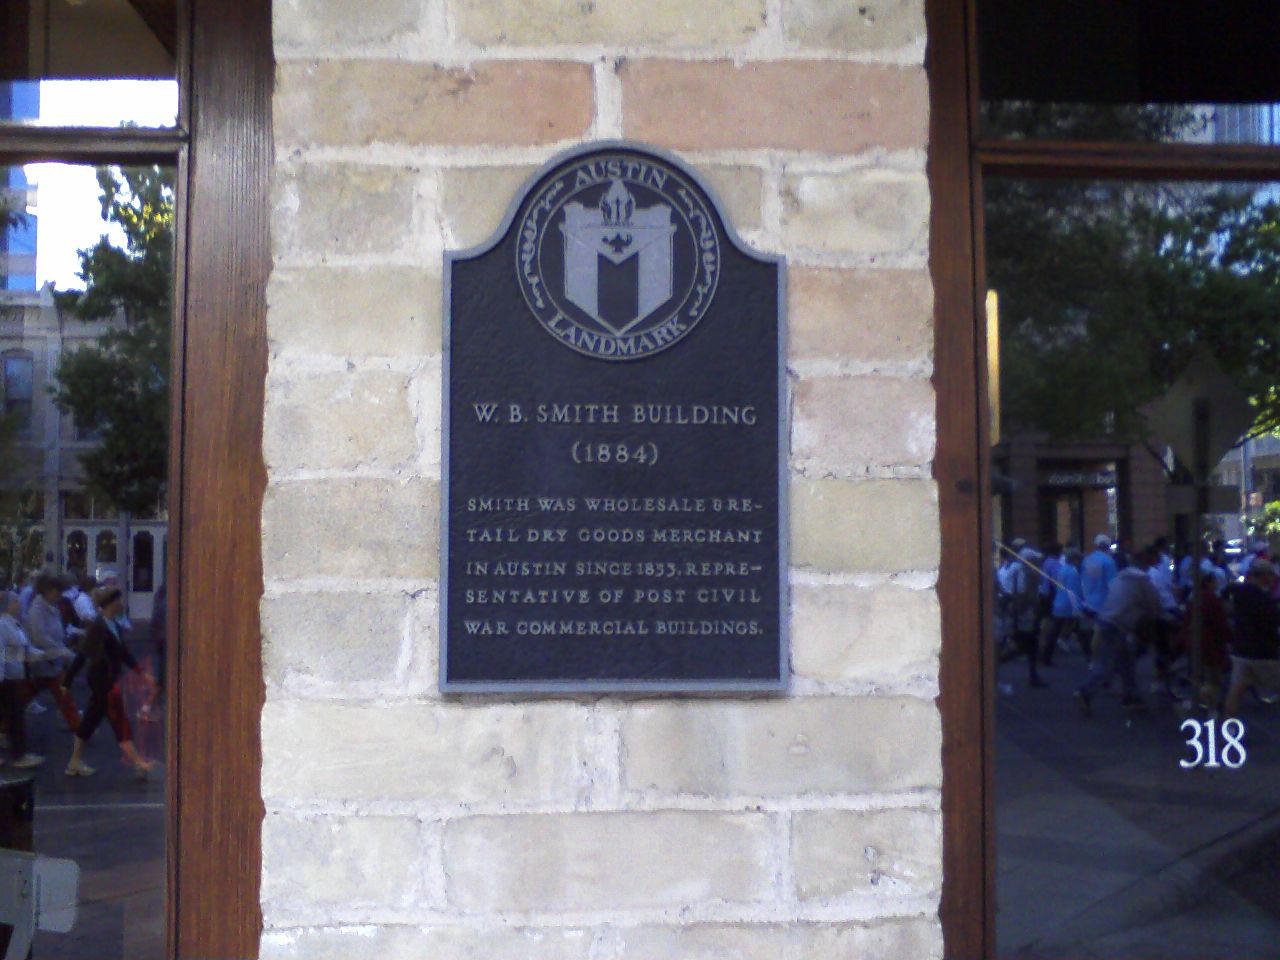 AUSTIN
LANDMARK
W. B. SMITH BUILDING
(1884)
SMITH WAS WHOLESALE & RE-
TAIL DRY GOODS MERCHANT
IN AUSTIN SINCE 1853. REPRE-
SENTATIVE OF POST CIVIL
WAR COMMERCIAL BUILDINGS.
318